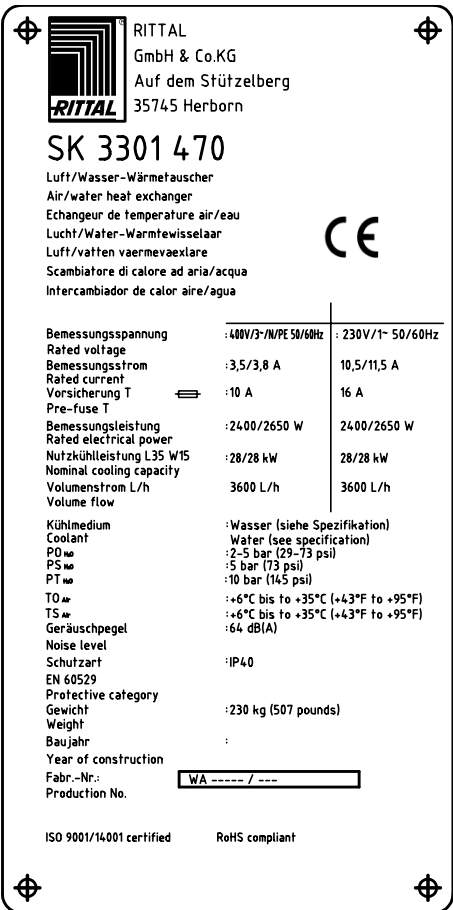 RITTAL
RITTAL
GmbH & Co.KG
Auf dem Stützelberg
35745 Herborn
SK 3301 470
Luft/Wasser-Wärmetauscher
Air/water heat exchanger
Echangeur de temperature air/eau
Lucht/Water-Warmtewisselaar
Luft/vatten vaermevaexlare
Scambiatore di calore ad aria/acqua
Intercambiador de calor aire/agua
CE
Bemessungsspannung :400V/3~/N/PE 50/60Hz : 230V/1~ 50/60Hz
Rated voltage
Bemessungsstrom :3,5/3,8 A 10,5/11,5 A
Rated current
Vorsicherung T :10 A 16 A
Pre-fuse T
Bemessungsleistung :2400/2650 W 2400/2650 W
Rated electrical power
Nutzkühlleistung L35 W15 :28/28 kW 28/28 kW
Nominal cooling capacity
Volumenstrom L/h 3600 L/h 3600 L/h
Volume flow
Kühlmedium :Wasser (siehe Spezifikation)
Coolant Water (see specification)
PO H₂O :2-5 bar (29-73 psi)
PS H₂O :5 bar (73 psi)
PT H₂O :10 bar (145 psi)
TO Air :+6°C bis to +35°C (+43°F to +95°F)
TS Air :+6°C bis to +35°C (+43°F to +95°F)
Geräuschpegel :64 dB(A)
Noise level
Schutzart :IP40
EN 60529
Protective category
Gewicht :230 kg (507 pounds)
Weight
Baujahr :
Year of construction
Fabr.-Nr.: WA ----- / ---
Production No.
ISO 9001/14001 certified RoHS compliant